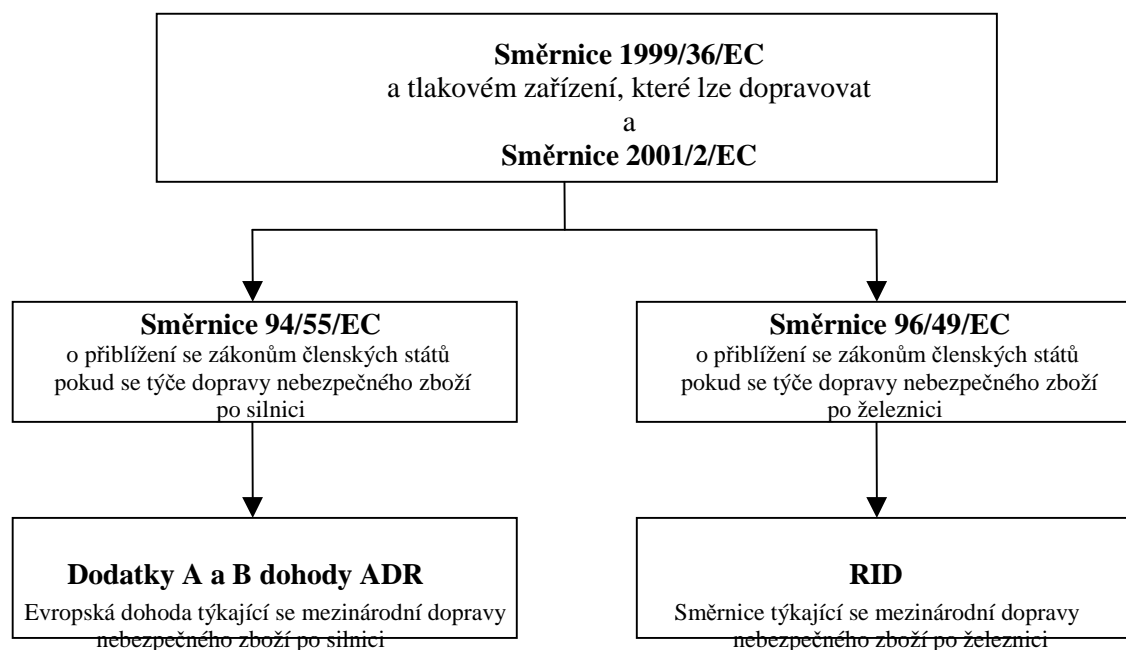 Směrnice 1999/36/EC
a tlakovém zařízení, které lze dopravovat
a
Směrnice 2001/2/EC
Směrnice 94/55/EC
o přiblížení se zákonům členských států
pokud se týče dopravy nebezpečného zboží
po silnici
Směrnice 96/49/EC
o přiblížení se zákonům členských států
pokud se týče dopravy nebezpečného zboží
po železnici
Dodatky A a B dohody ADR
Evropská dohoda týkající se mezinárodní dopravy
nebezpečného zboží po silnici
RID
Směrnice týkající se mezinárodní dopravy
nebezpečného zboží po železnici